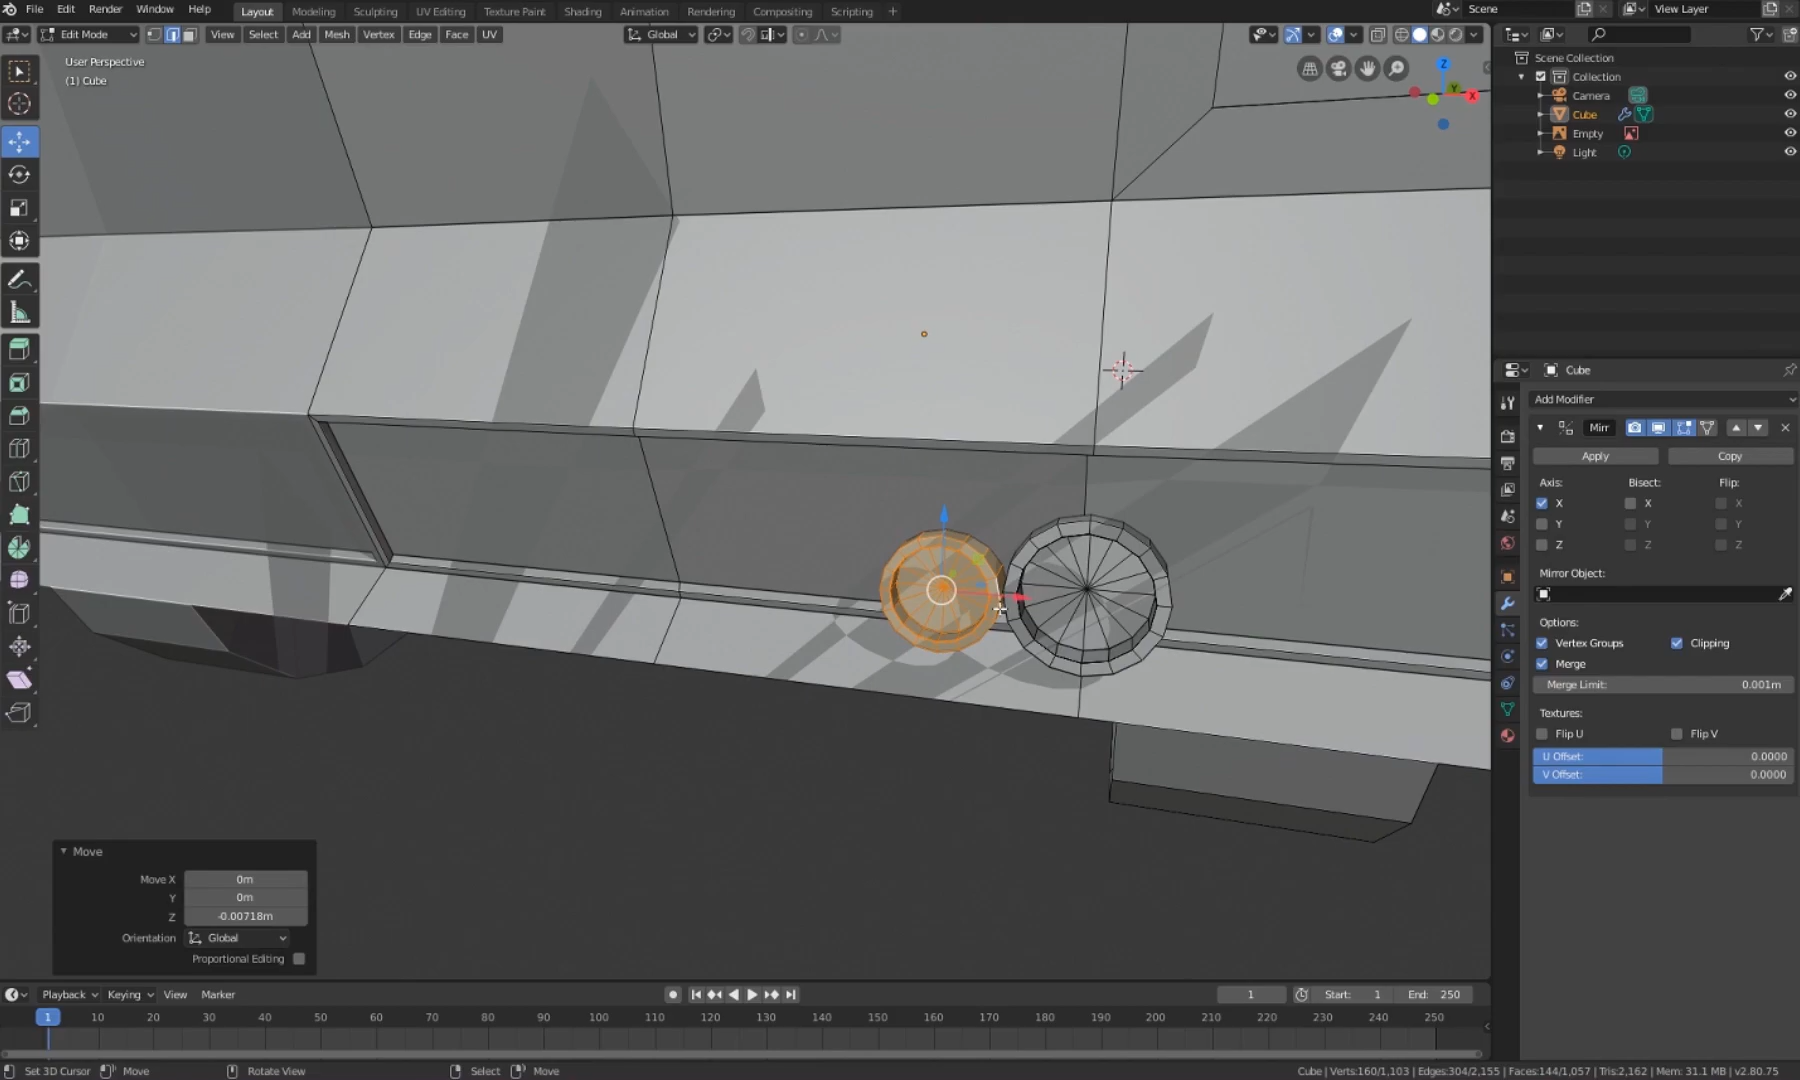 File Edit Render Window Help Layout Modeling Sculpting UV Editing Texture Paint Shading Animation Rendering Compositing Scripting + Scene View Layer
Edit Mode View Select Add Mesh Vertex Edge Face UV Global
User Perspective
(1) Cube
Z
Y
X
Scene Collection
Collection
Camera
Cube
Empty
Light
Cube
Add Modifier
Mirr
Apply Copy
Axis: Bisect: Flip:
X X X
Y Y Y
Z Z Z
Mirror Object:
Options:
Vertex Groups Clipping
Merge
Merge Limit: 0.001m
Textures:
Flip U Flip V
U Offset: 0.0000
V Offset: 0.0000
Move
Move X 0m
Y 0m
Z -0.00718m
Orientation Global
Proportional Editing
Playback Keying View Marker 1 Start: 1 End: 250
1 10 20 30 40 50 60 70 80 90 100 110 120 130 140 150 160 170 180 190 200 210 220 230 240 250
Set 3D Cursor Move Rotate View Select Move Cube | Verts:160/1,103 | Edges:304/2,155 | Faces:144/1,057 | Tris:2,162 | Mem: 31.1 MB | v2.80.75